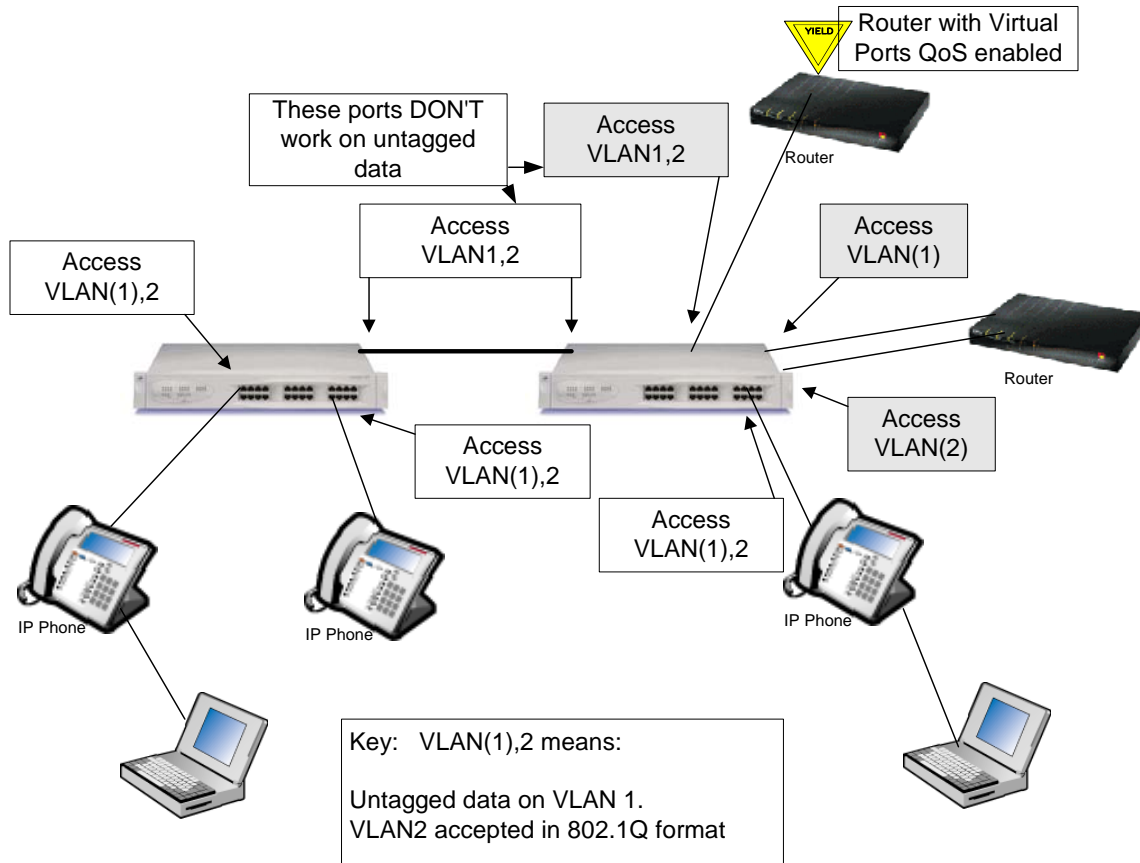 YIELD
Router with Virtual
Ports QoS enabled
These ports DON'T
work on untagged
data
Access
VLAN1,2
Router
Access
VLAN1,2
Access
VLAN(1)
Access
VLAN(1),2
Router
Access
VLAN(1),2
Access
VLAN(2)
Access
VLAN(1),2
IP Phone
IP Phone
IP Phone
Key: VLAN(1),2 means:
Untagged data on VLAN 1.
VLAN2 accepted in 802.1Q format